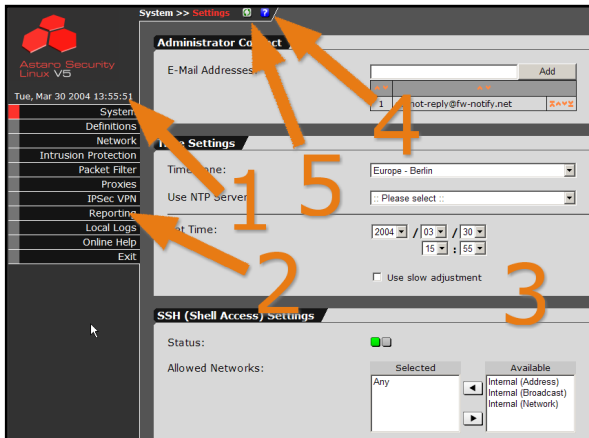 System >> Settings ?
Astaro Security
Linux V5
Tue, Mar 30 2004 13:55:51
System
Definitions
Network
Intrusion Protection
Packet Filter
Proxies
IPSec VPN
Reporting
Local Logs
Online Help
Exit
Administrator Contact
E-Mail Addresses:
Add
1 not-reply@fw-notify.net
Time Settings
Time Zone:
Europe - Berlin
Use NTP Server:
:: Please select ::
Set Time:
2004 / 03 / 30
15 : 55
Use slow adjustment
SSH (Shell Access) Settings
Status:
Allowed Networks:
Selected
Available
Any
Internal (Address)
Internal (Broadcast)
Internal (Network)
1
2
3
4
5